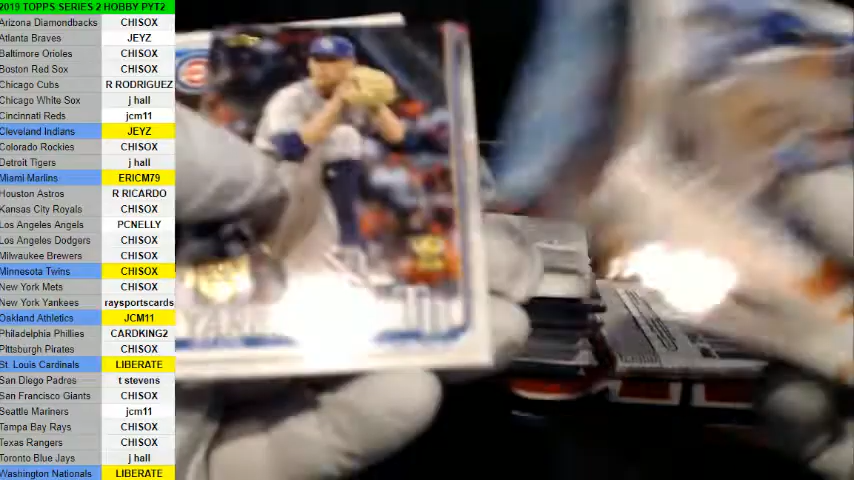 2019 TOPPS SERIES 2 HOBBY PYT2
Arizona Diamondbacks CHISOX
Atlanta Braves JEYZ
Baltimore Orioles CHISOX
Boston Red Sox CHISOX
Chicago Cubs R RODRIGUEZ
Chicago White Sox j hall
Cincinnati Reds jcm11
Cleveland Indians JEYZ
Colorado Rockies CHISOX
Detroit Tigers j hall
Miami Marlins ERICM79
Houston Astros R RICARDO
Kansas City Royals CHISOX
Los Angeles Angels PCNELLY
Los Angeles Dodgers CHISOX
Milwaukee Brewers CHISOX
Minnesota Twins CHISOX
New York Mets CHISOX
New York Yankees raysportscards
Oakland Athletics JCM11
Philadelphia Phillies CARDKING2
Pittsburgh Pirates CHISOX
St. Louis Cardinals LIBERATE
San Diego Padres t stevens
San Francisco Giants CHISOX
Seattle Mariners jcm11
Tampa Bay Rays CHISOX
Texas Rangers CHISOX
Toronto Blue Jays j hall
Washington Nationals LIBERATE